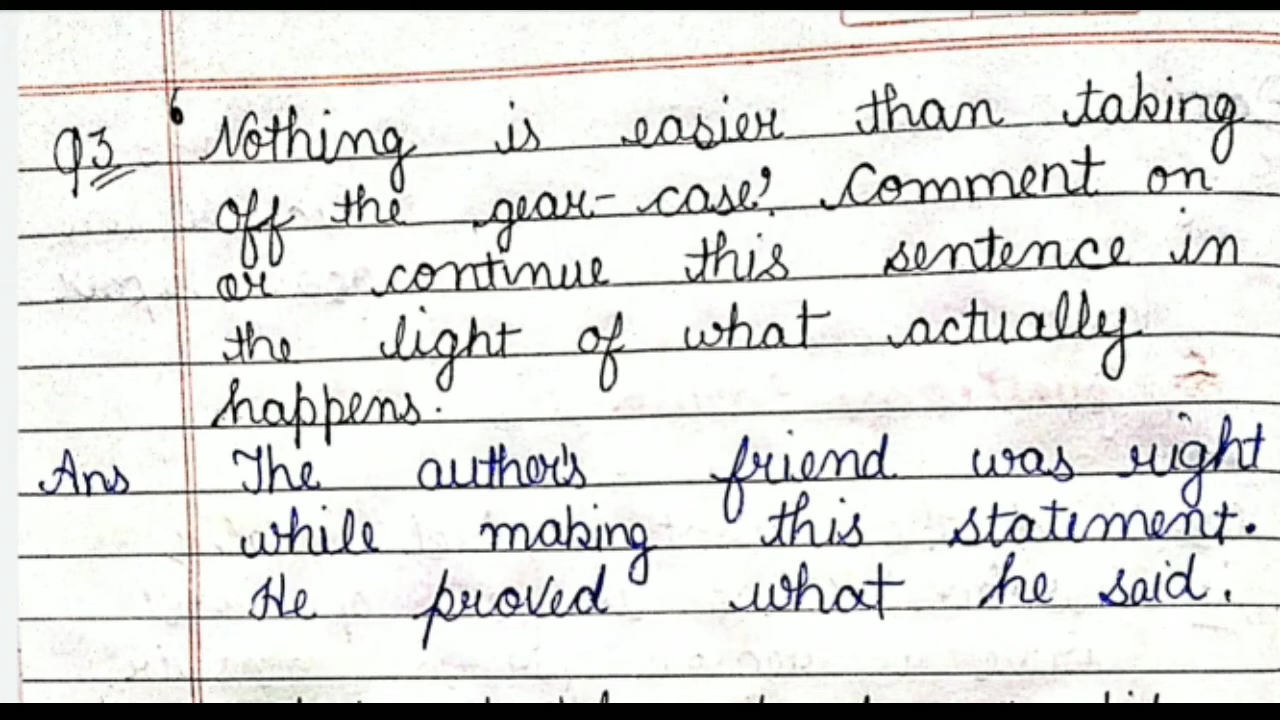 Q3 'Nothing is easier than taking
off the gear-case'. Comment on
or continue this sentence in
the light of what actually
happens.
Ans The author's friend was right
while making this statement.
He proved what he said.